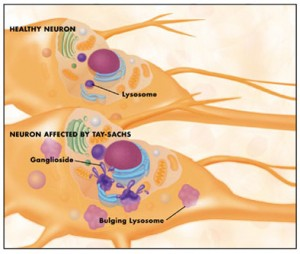 HEALTHY NEURON
Lysosome
NEURON AFFECTED BY TAY-SACHS
Ganglioside
Bulging Lysosome